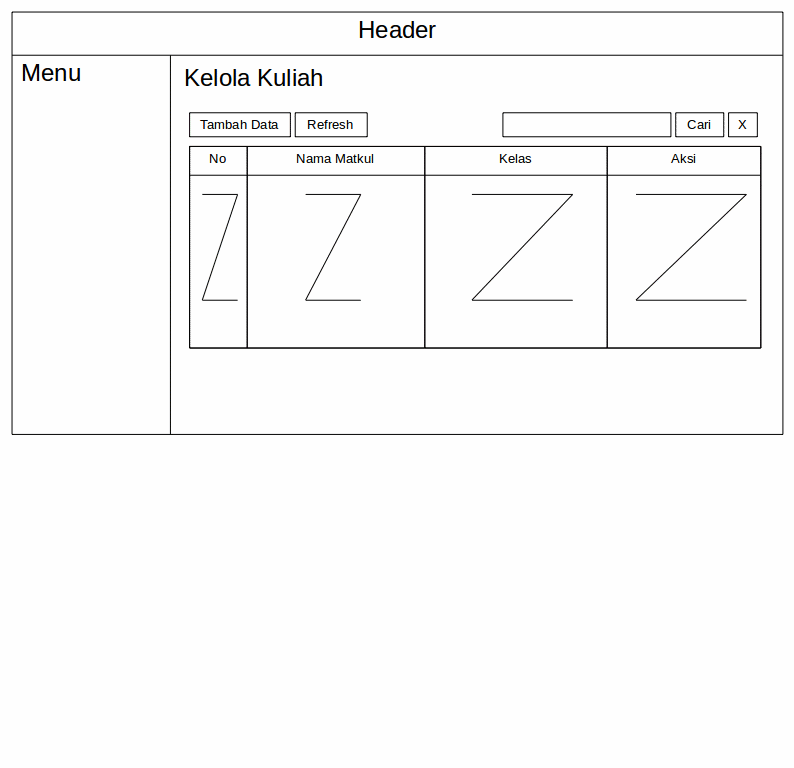 Header
Menu
Kelola Kuliah
Tambah Data
Refresh
Cari
X
No
Nama Matkul
Kelas
Aksi